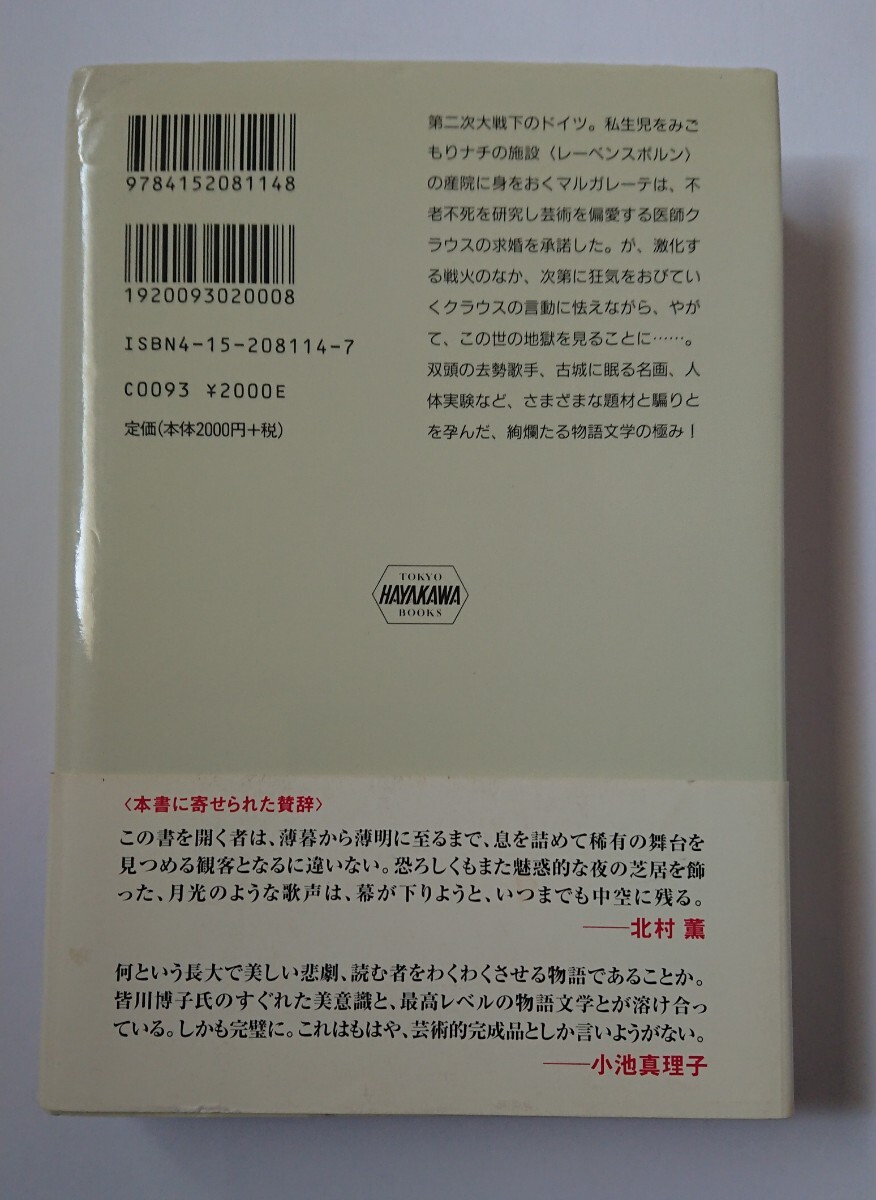 9784152081148
1920093020008
ISBN4-15-208114-7
C0093 ¥2000E
定価(本体2000円+税)
第二次大戦下のドイツ。私生児をみご
もりナチの施設〈レーベンスボルン〉
の産院に身をおくマルガレーテは、不
老不死を研究し芸術を偏愛する医師ク
ラウスの求婚を承諾した。が、激化す
る戦火のなか、次第に狂気をおびてい
くクラウスの言動に怯えながら、やが
て、この世の地獄を見ることに……。
双頭の去勢歌手、古城に眠る名画、人
体実験など、さまざまな題材と騙りと
を孕んだ、絢爛たる物語文学の極み!
TOKYO
HAYAKAWA
BOOKS
〈本書に寄せられた賛辞〉
この書を開く者は、薄暮から薄明に至るまで、息を詰めて稀有の舞台を
見つめる観客となるに違いない。恐ろしくもまた魅惑的な夜の芝居を飾
った、月光のような歌声は、幕が下りようと、いつまでも中空に残る。
——北村 薫
何という長大で美しい悲劇、読む者をわくわくさせる物語であることか。
皆川博子氏のすぐれた美意識と、最高レベルの物語文学とが溶け合っ
ている。しかも完璧に。これはもはや、芸術的完成品としか言いようがない。
——小池真理子